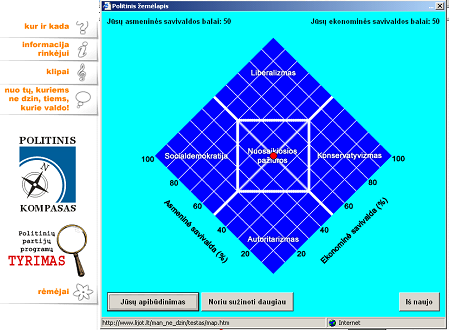 kur ir kada
informacija
rinkėjui
klipai
nuo tų, kuriems
ne dzin, tiems,
kurie valdo!
POLITINIS
KOMPASAS
Politinių
partijų
programų
TYRIMAS
rėmėjai
Politinis žemėlapis
Jūsų asmeninės savivaldos balai: 50
Jūsų ekonominės savivaldos balai: 50
Liberalizmas
Socialdemokratija
Nuosaikiosios
pažiūros
Konservatyvizmas
Autoritarizmas
100
80
60
40
20
Asmeninė savivalda (%)
100
80
60
40
20
Ekonominė savivalda (%)
Jūsų apibūdinimas
Noriu sužinoti daugiau
Iš naujo
http://www.lijot.lt/man_ne_dzin/testas/map.htm
Internet